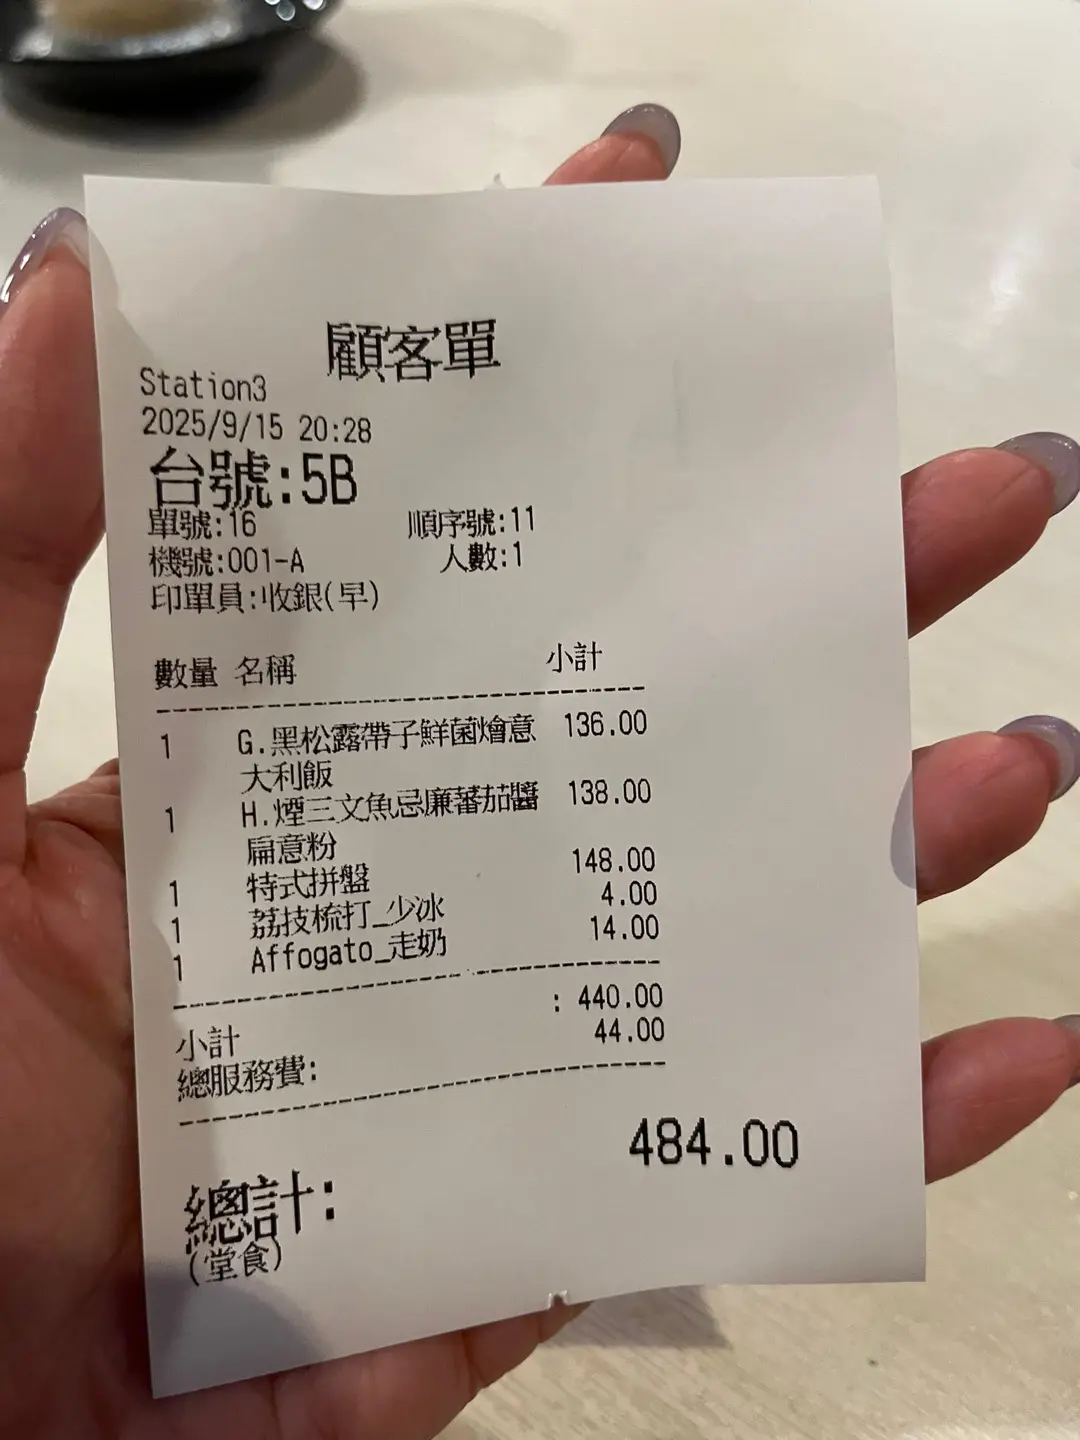 顧客單
Station3
2025/9/15 20:28
台號:5B
單號:16 順序號:11
機號:001-A 人數:1
印單員:收銀(早)
數量 名稱 小計
1 G.黑松露帶子鮮菌燴意 136.00
大利飯
1 H.煙三文魚忌廉蕃茄醬 138.00
扁意粉
1 特式拼盤 148.00
1 荔技梳打_少冰 4.00
1 Affogato_走奶 14.00
小計 : 440.00
總服務費: 44.00
總計: 484.00
(堂食)